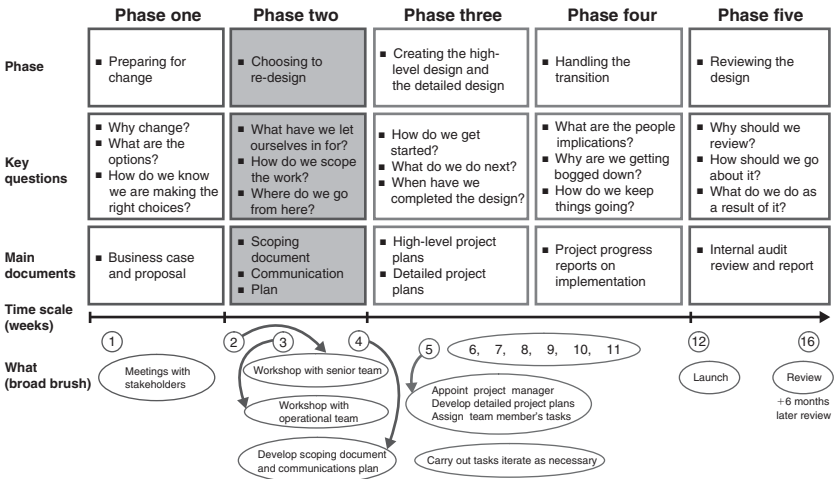 Phase one Phase two Phase three Phase four Phase five
Phase
▪ Preparing for
change
▪ Choosing to
re-design
▪ Creating the high-
level design and
the detailed design
▪ Handling the
transition
▪ Reviewing the
design
Key
questions
▪ Why change?
▪ What are the
options?
▪ How do we know
we are making the
right choices?
▪ What have we let
ourselves in for?
▪ How do we scope
the work?
▪ Where do we go
from here?
▪ How do we get
started?
▪ What do we do next?
▪ When have we
completed the design?
▪ What are the people
implications?
▪ Why are we getting
bogged down?
▪ How do we keep
things going?
▪ Why should we
review?
▪ How should we go
about it?
▪ What do we do as
a result of it?
Main
documents
▪ Business case
and proposal
▪ Scoping
document
▪ Communication
▪ Plan
▪ High-level project
plans
▪ Detailed project
plans
▪ Project progress
reports on
implementation
▪ Internal audit
review and report
Time scale
(weeks)
What
(broad brush)
1
Meetings with
stakeholders
2
3
4
Workshop with senior team
Workshop with
operational team
Develop scoping document
and communications plan
5
6, 7, 8, 9, 10, 11
Appoint project manager
Develop detailed project plans
Assign team member's tasks
Carry out tasks iterate as necessary
12
Launch
16
Review
+6 months
later review